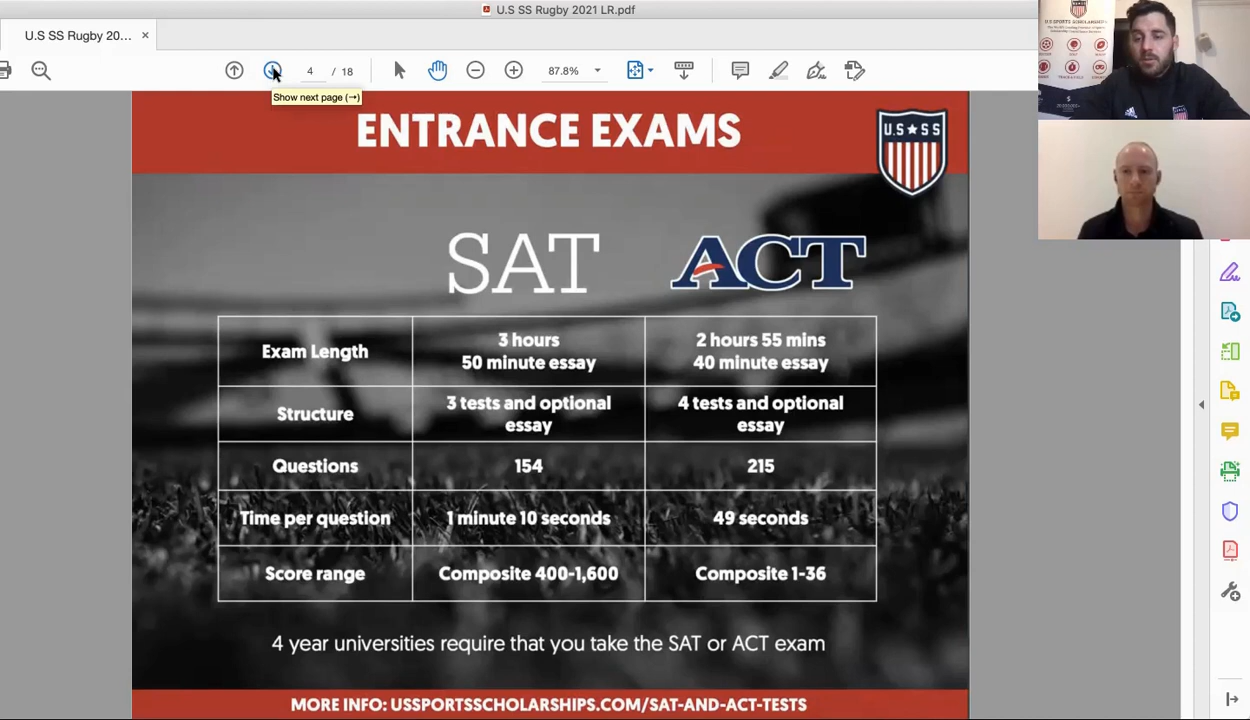 U.S SS Rugby 2021 LR.pdf
U.S SS Rugby 20... ×
4 / 18
87.8%
Show next page (→)
ENTRANCE EXAMS
U.S★SS
SAT
ACT
Exam Length
3 hours
50 minute essay
2 hours 55 mins
40 minute essay
Structure
3 tests and optional
essay
4 tests and optional
essay
Questions
154
215
Time per question
1 minute 10 seconds
49 seconds
Score range
Composite 400-1,600
Composite 1-36
4 year universities require that you take the SAT or ACT exam
MORE INFO: USSPORTSSCHOLARSHIPS.COM/SAT-AND-ACT-TESTS